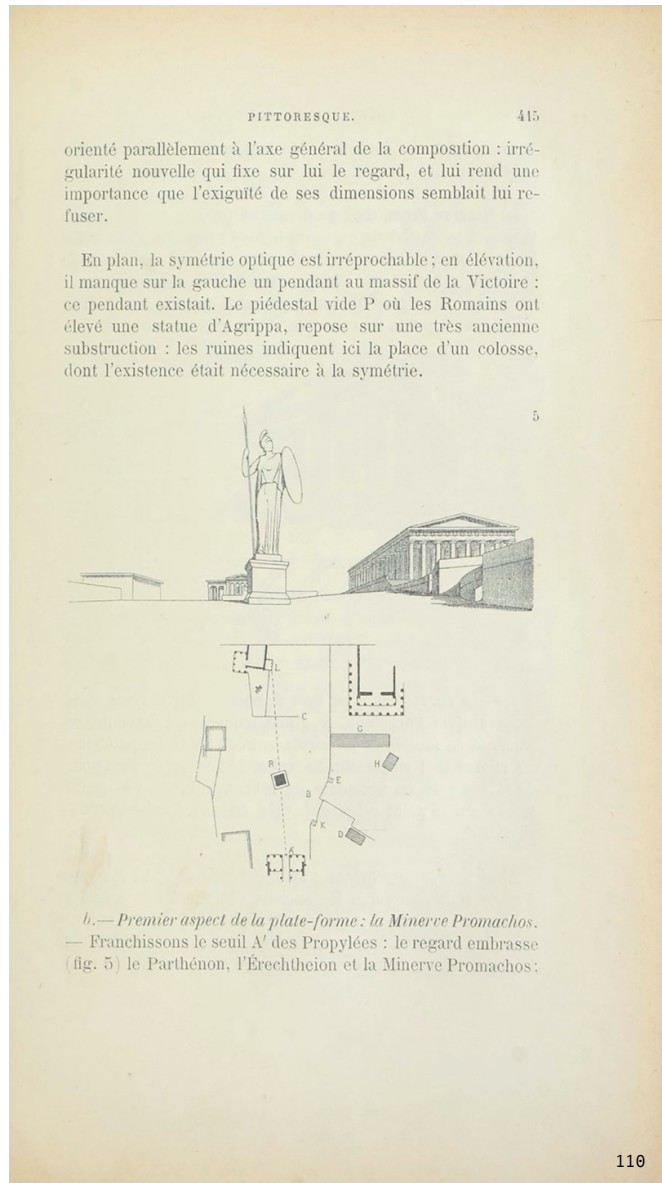 PITTORESQUE. 415
orienté parallèlement à l'axe général de la composition : irré-
gularité nouvelle qui fixe sur lui le regard, et lui rend une
importance que l'exiguïté de ses dimensions semblait lui re-
fuser.
En plan, la symétrie optique est irréprochable ; en élévation,
il manque sur la gauche un pendant au massif de la Victoire :
ce pendant existait. Le piédestal vide P où les Romains ont
élevé une statue d'Agrippa, repose sur une très ancienne
substruction : les ruines indiquent ici la place d'un colosse,
dont l'existence était nécessaire à la symétrie.
5
L
C
G
H
R
E
B
K
D
A'
b. — Premier aspect de la plate-forme : la Minerve Promachos.
— Franchissons le seuil A' des Propylées : le regard embrasse
(fig. 5) le Parthénon, l'Érechtheion et la Minerve Promachos ;
110